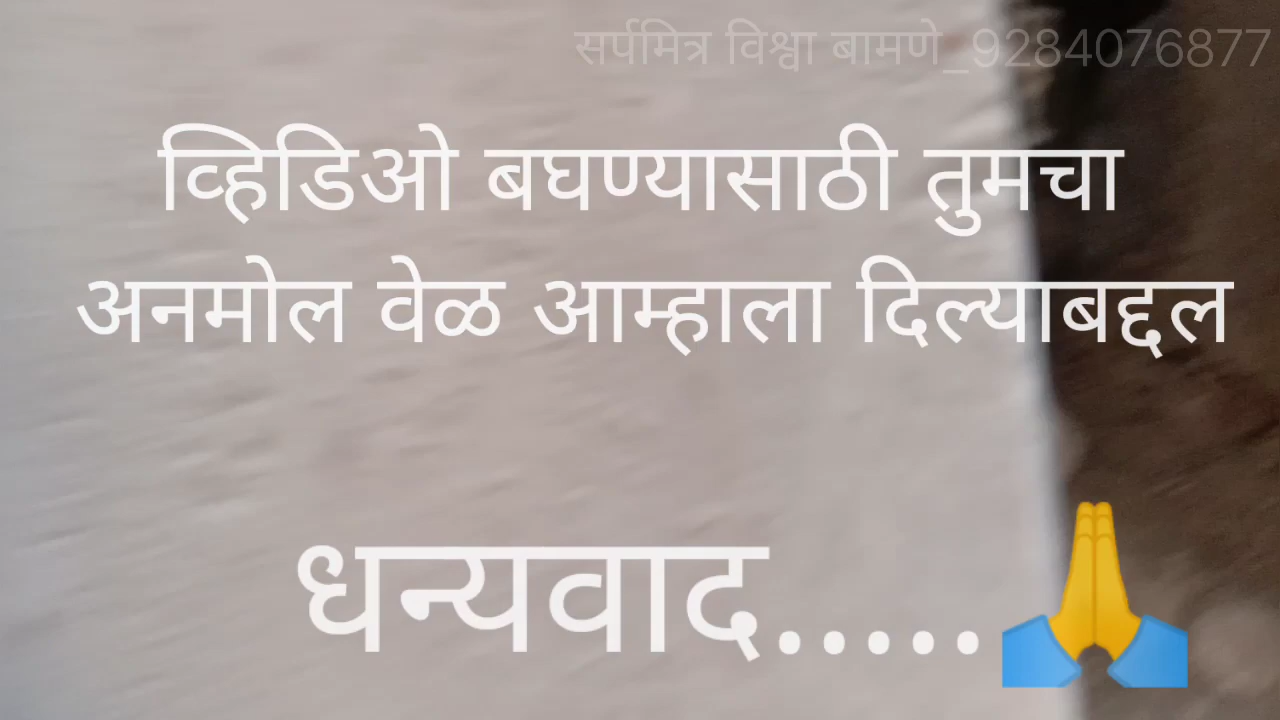 सर्पमित्र विश्वा बामणे_9284076877
व्हिडिओ बघण्यासाठी तुमचा
अनमोल वेळ आम्हाला दिल्याबद्दल
धन्यवाद.....🙏